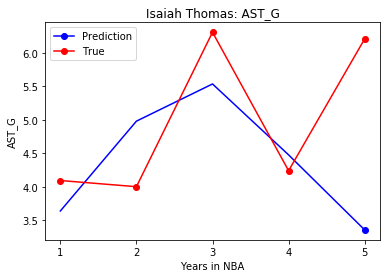 Isaiah Thomas: AST_G
Prediction
True
6.0
5.5
5.0
4.5
4.0
3.5
AST_G
1 2 3 4 5
Years in NBA